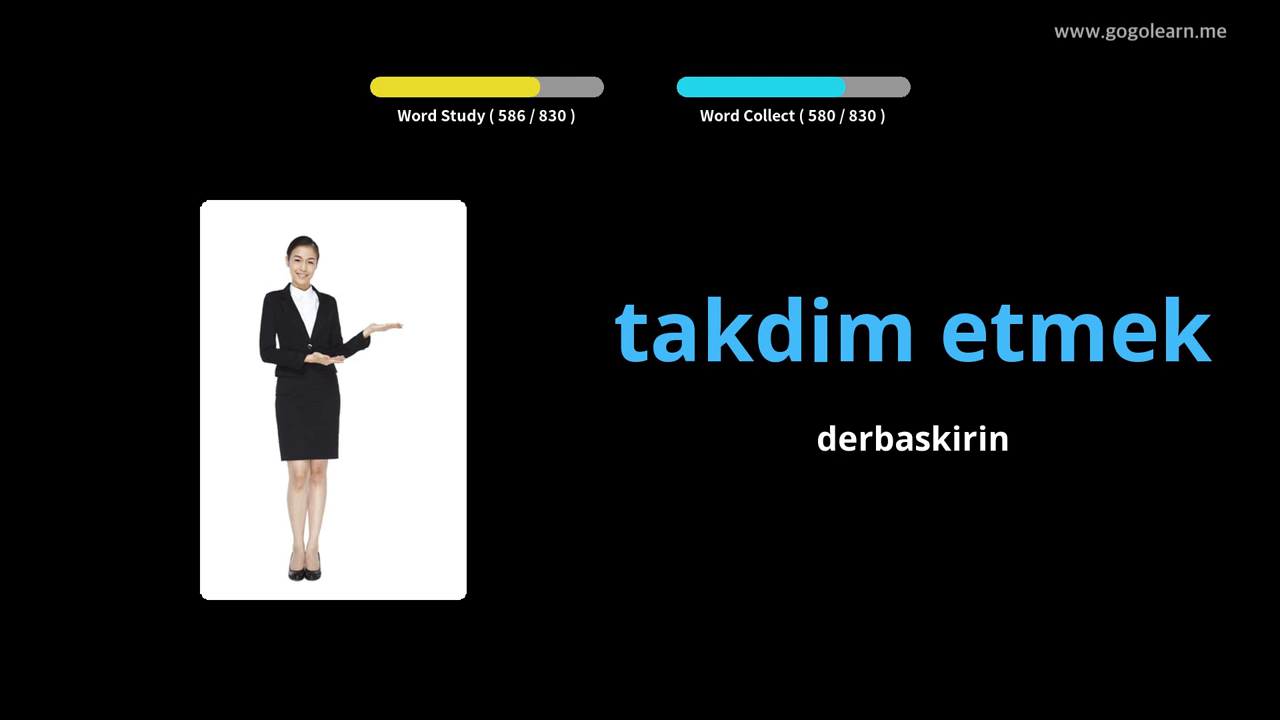 www.gogolearn.me
Word Study ( 586 / 830 )
Word Collect ( 580 / 830 )
takdim etmek
derbaskirin